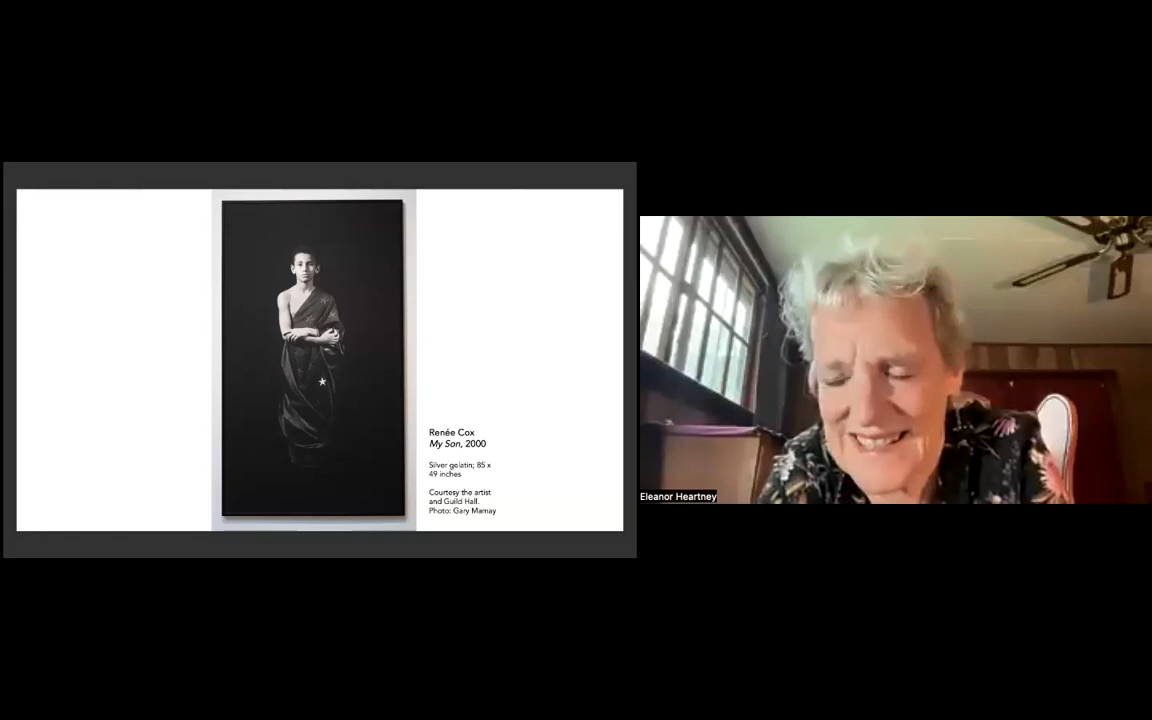 Renée Cox
My Son, 2000
Silver gelatin; 85 x
49 inches
Courtesy the artist
and Guild Hall.
Photo: Gary Mamay
Eleanor Heartney